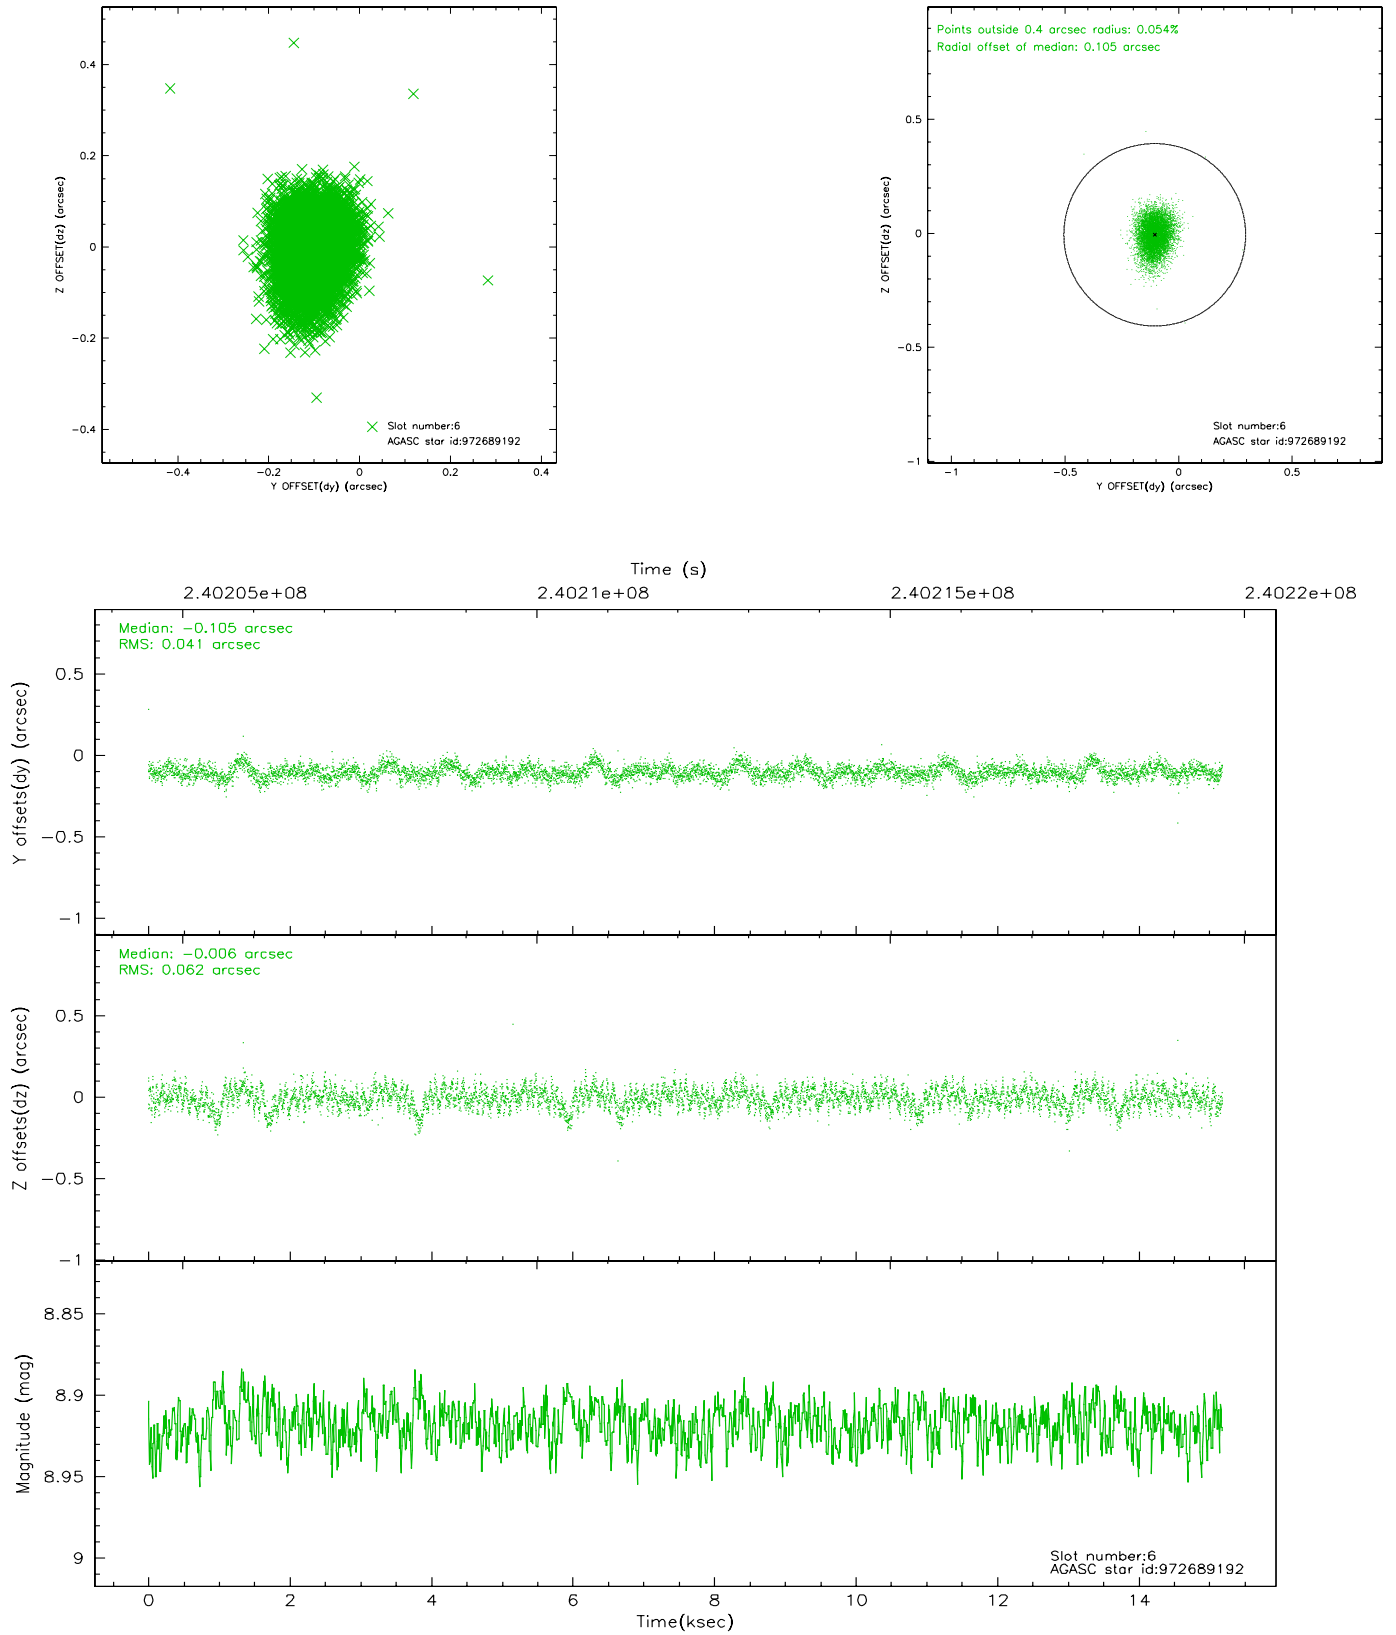 0.4
0.2
0
−0.2
−0.4
Z OFFSET(dz) (arcsec)
−0.4
−0.2
0
0.2
0.4
Y OFFSET(dy) (arcsec)
Slot number:6
AGASC star id:972689192
Points outside 0.4 arcsec radius: 0.054%
Radial offset of median: 0.105 arcsec
0.5
0
−0.5
−1
Z OFFSET(dz) (arcsec)
−1
−0.5
0
0.5
Y OFFSET(dy) (arcsec)
Slot number:6
AGASC star id:972689192
Time (s)
2.40205e+08
2.4021e+08
2.40215e+08
2.4022e+08
Median: −0.105 arcsec
RMS: 0.041 arcsec
0.5
0
−0.5
−1
Y offsets(dy) (arcsec)
Median: −0.006 arcsec
RMS: 0.062 arcsec
0.5
0
−0.5
−1
Z offsets(dz) (arcsec)
8.85
8.9
8.95
9
Magnitude (mag)
Slot number:6
AGASC star id:972689192
0
2
4
6
8
10
12
14
Time(ksec)